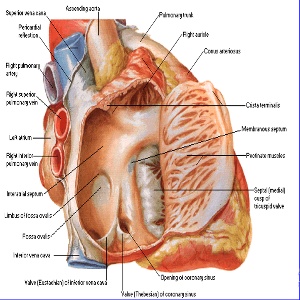 Superior vena cava
Ascending aorta
Pulmonary trunk
Pericardial
reflection
Right auricle
Conus arteriosus
Right pulmonary
artery
Right superior
pulmonary vein
Crista terminalis
Membranous septum
Left atrium
Pectinate muscles
Right inferior
pulmonary vein
Interatrial septum
Septal (medial)
cusp of
tricuspid valve
Limbus of fossa ovalis
Fossa ovalis
Inferior vena cava
Opening of coronary sinus
Valve (Eustachian) of inferior vena cava
Valve (Thebesian) of coronary sinus